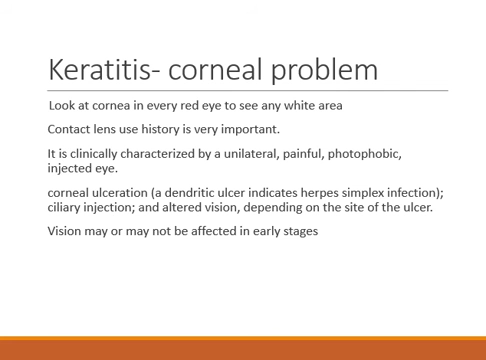 Keratitis- corneal problem
Look at cornea in every red eye to see any white area
Contact lens use history is very important.
It is clinically characterized by a unilateral, painful, photophobic,
injected eye.
corneal ulceration (a dendritic ulcer indicates herpes simplex infection);
ciliary injection; and altered vision, depending on the site of the ulcer.
Vision may or may not be affected in early stages